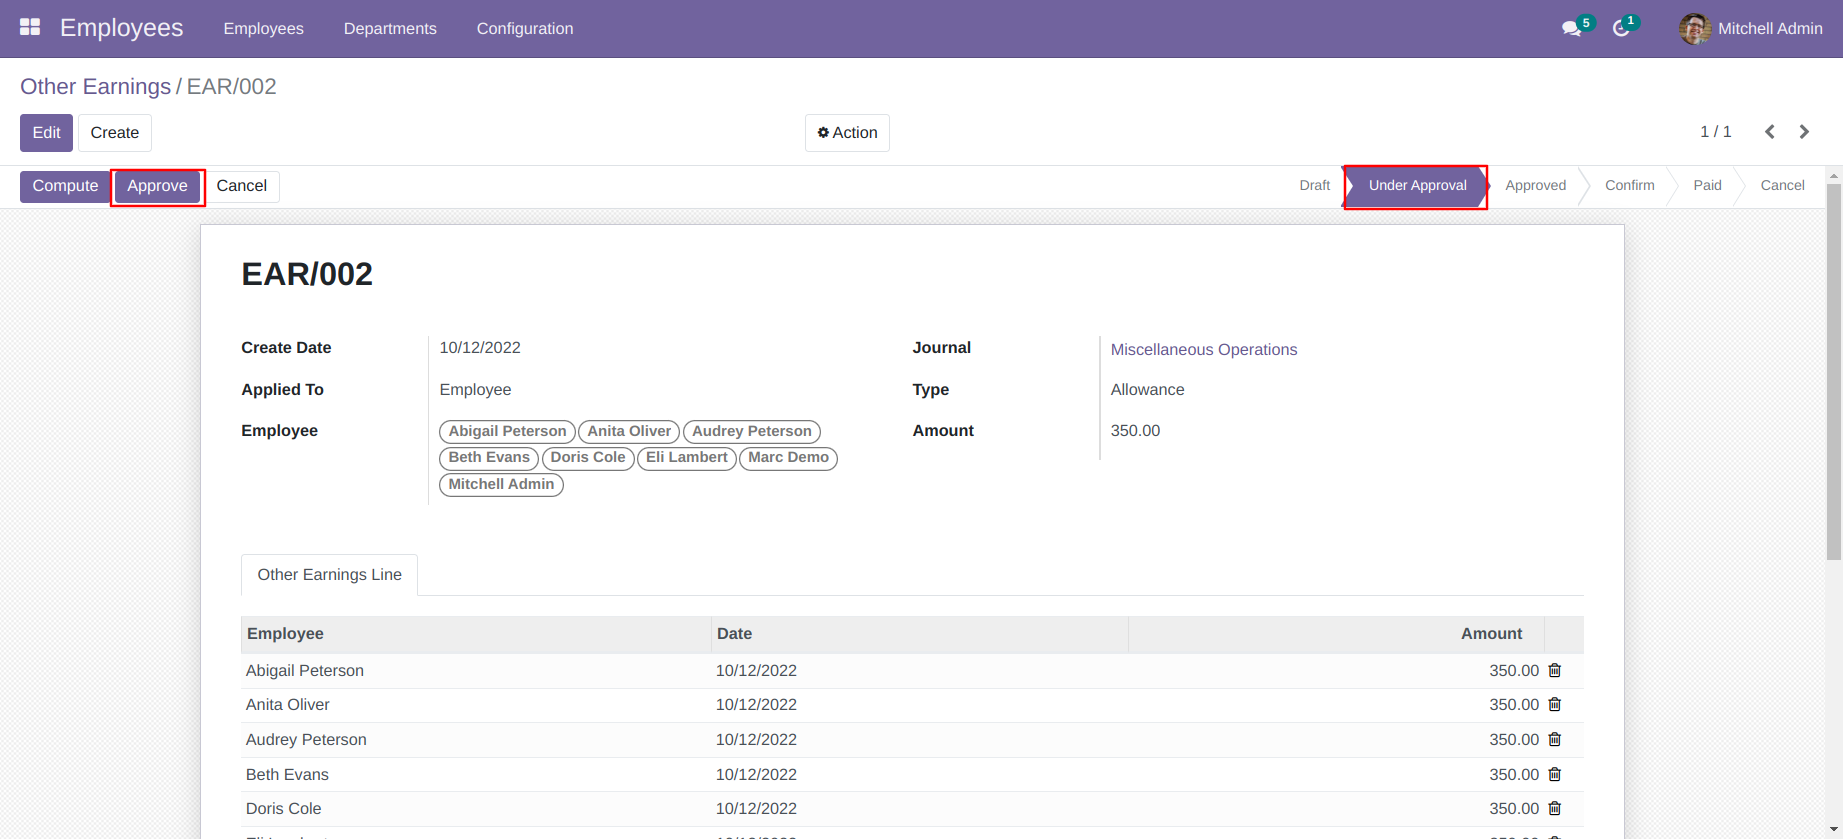 Employees Employees Departments Configuration 5 1 Mitchell Admin
Other Earnings / EAR/002
Edit Create Action 1 / 1
Compute Approve Cancel Draft Under Approval Approved Confirm Paid Cancel
EAR/002
Create Date 10/12/2022 Journal Miscellaneous Operations
Applied To Employee Type Allowance
Employee Abigail Peterson Anita Oliver Audrey Peterson Amount 350.00
Beth Evans Doris Cole Eli Lambert Marc Demo
Mitchell Admin
Other Earnings Line
Employee Date Amount
Abigail Peterson 10/12/2022 350.00
Anita Oliver 10/12/2022 350.00
Audrey Peterson 10/12/2022 350.00
Beth Evans 10/12/2022 350.00
Doris Cole 10/12/2022 350.00